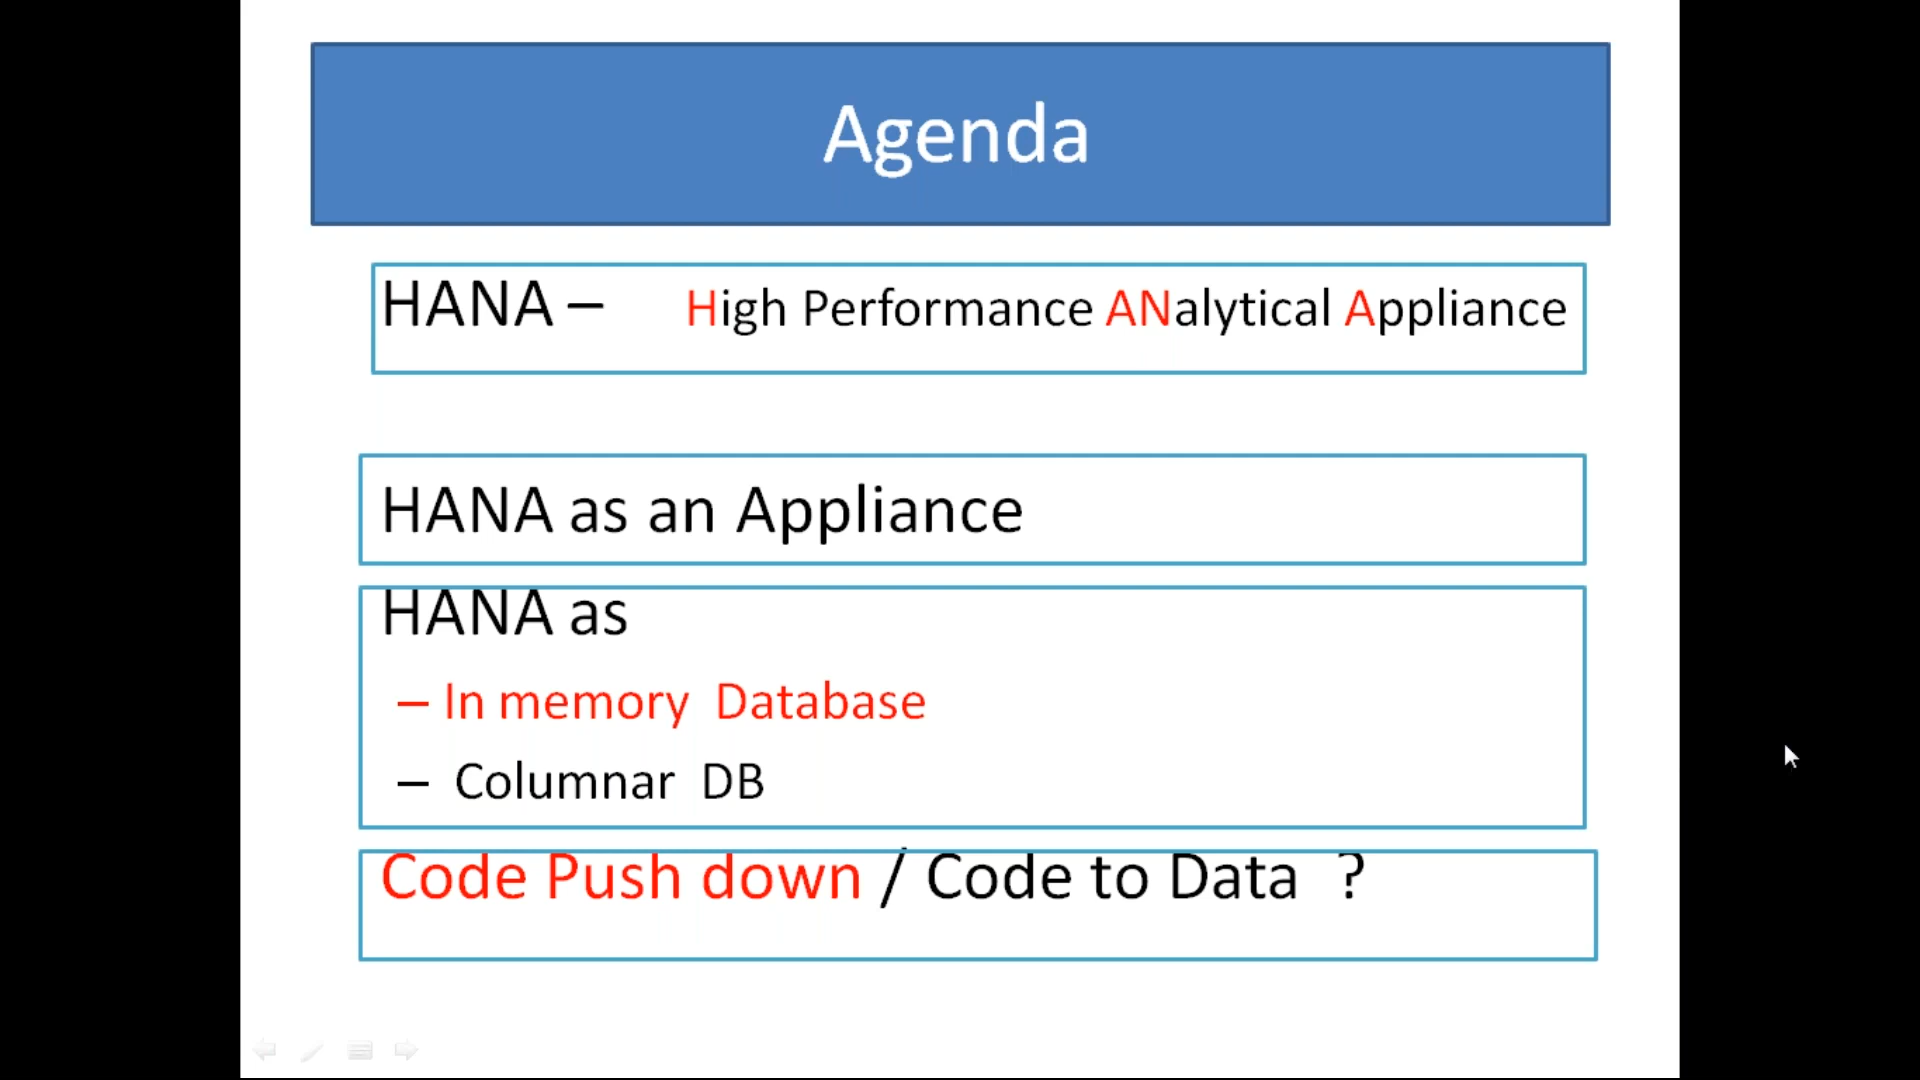 Agenda
HANA – High Performance ANalytical Appliance
HANA as an Appliance
HANA as
– In memory Database
– Columnar DB
Code Push down / Code to Data ?